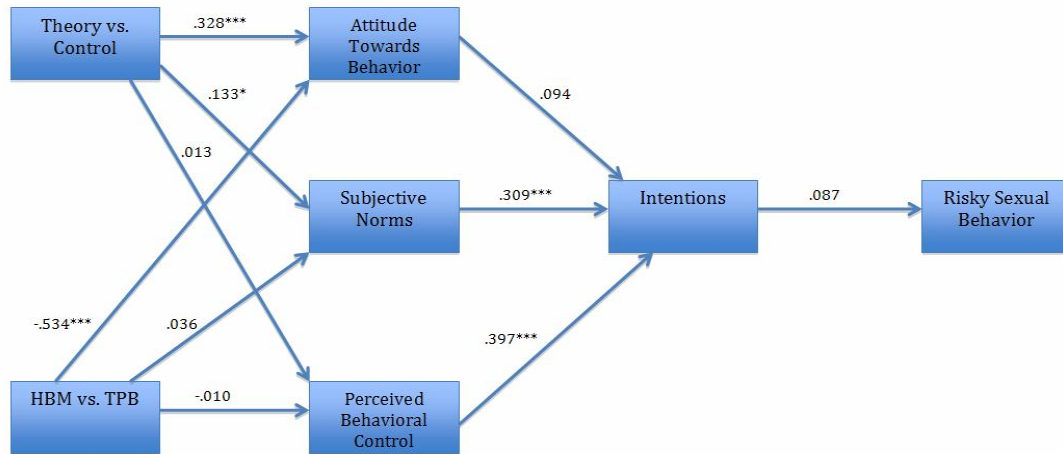 Theory vs.
Control
.328***
Attitude
Towards
Behavior
.133*
.094
.013
Subjective
Norms
.309***
Intentions
.087
Risky Sexual
Behavior
-.534***
.036
.397***
HBM vs. TPB
-.010
Perceived
Behavioral
Control